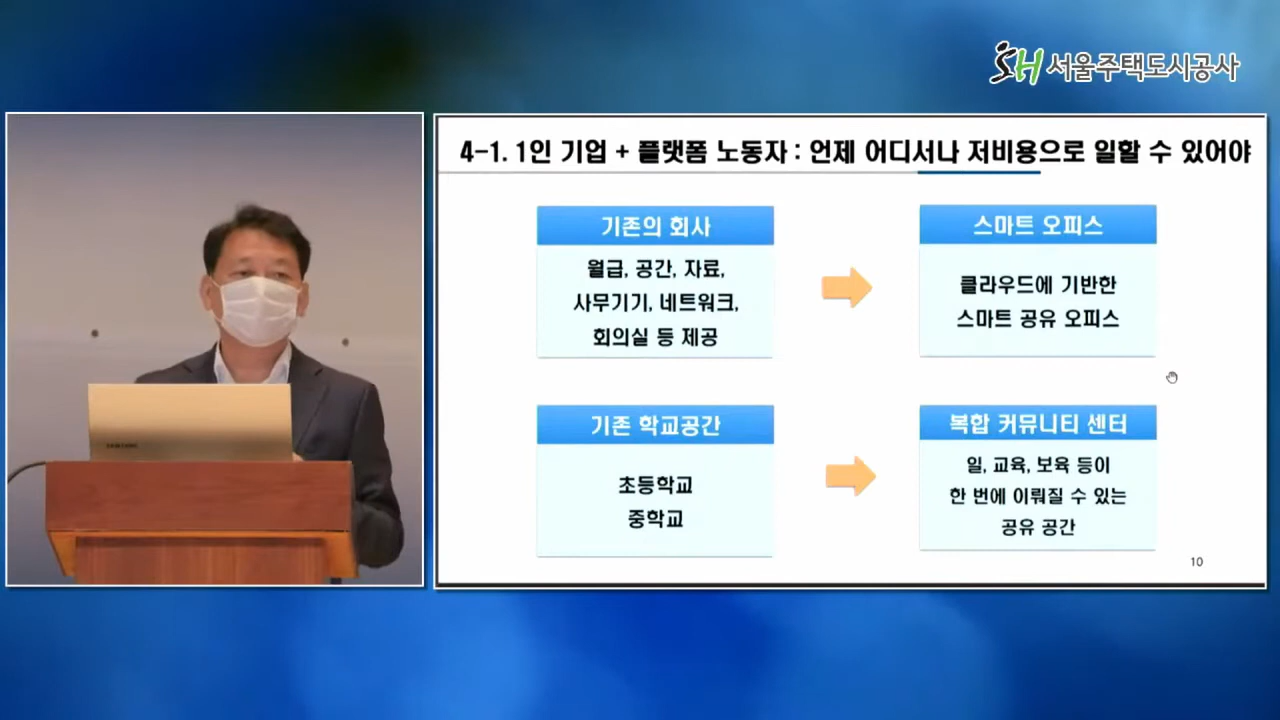 SH 서울주택도시공사
4-1. 1인 기업 + 플랫폼 노동자 : 언제 어디서나 저비용으로 일할 수 있어야
기존의 회사
월급, 공간, 자료,
사무기기, 네트워크,
회의실 등 제공
스마트 오피스
클라우드에 기반한
스마트 공유 오피스
기존 학교공간
초등학교
중학교
복합 커뮤니티 센터
일, 교육, 보육 등이
한 번에 이뤄질 수 있는
공유 공간
10
SAMSUNG